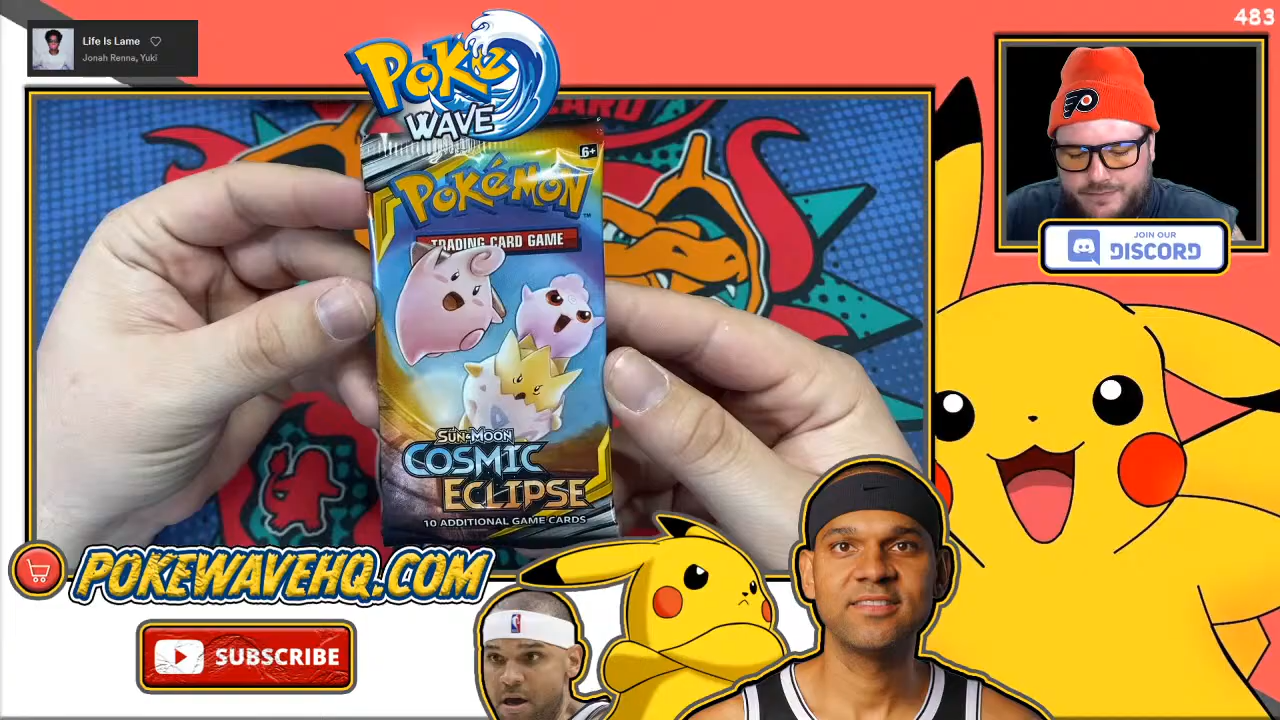 483
Life Is Lame
Jonah Renna, Yuki
POKé
WAVE
6+
POKéMON
TRADING CARD GAME
SUN & MOON
COSMIC
ECLIPSE
10 ADDITIONAL GAME CARDS
JOIN OUR
DISCORD
POKEWAVEHQ.COM
SUBSCRIBE